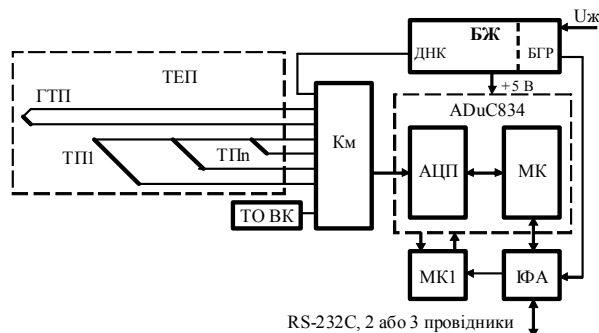 Uж
БЖ
ДНК
БГР
ТЕП
+5 В
ГТП
ADuC834
ТП1
ТПn
Км
АЦП
МК
ТО ВК
МК1
ІФА
RS-232C, 2 або 3 провідники